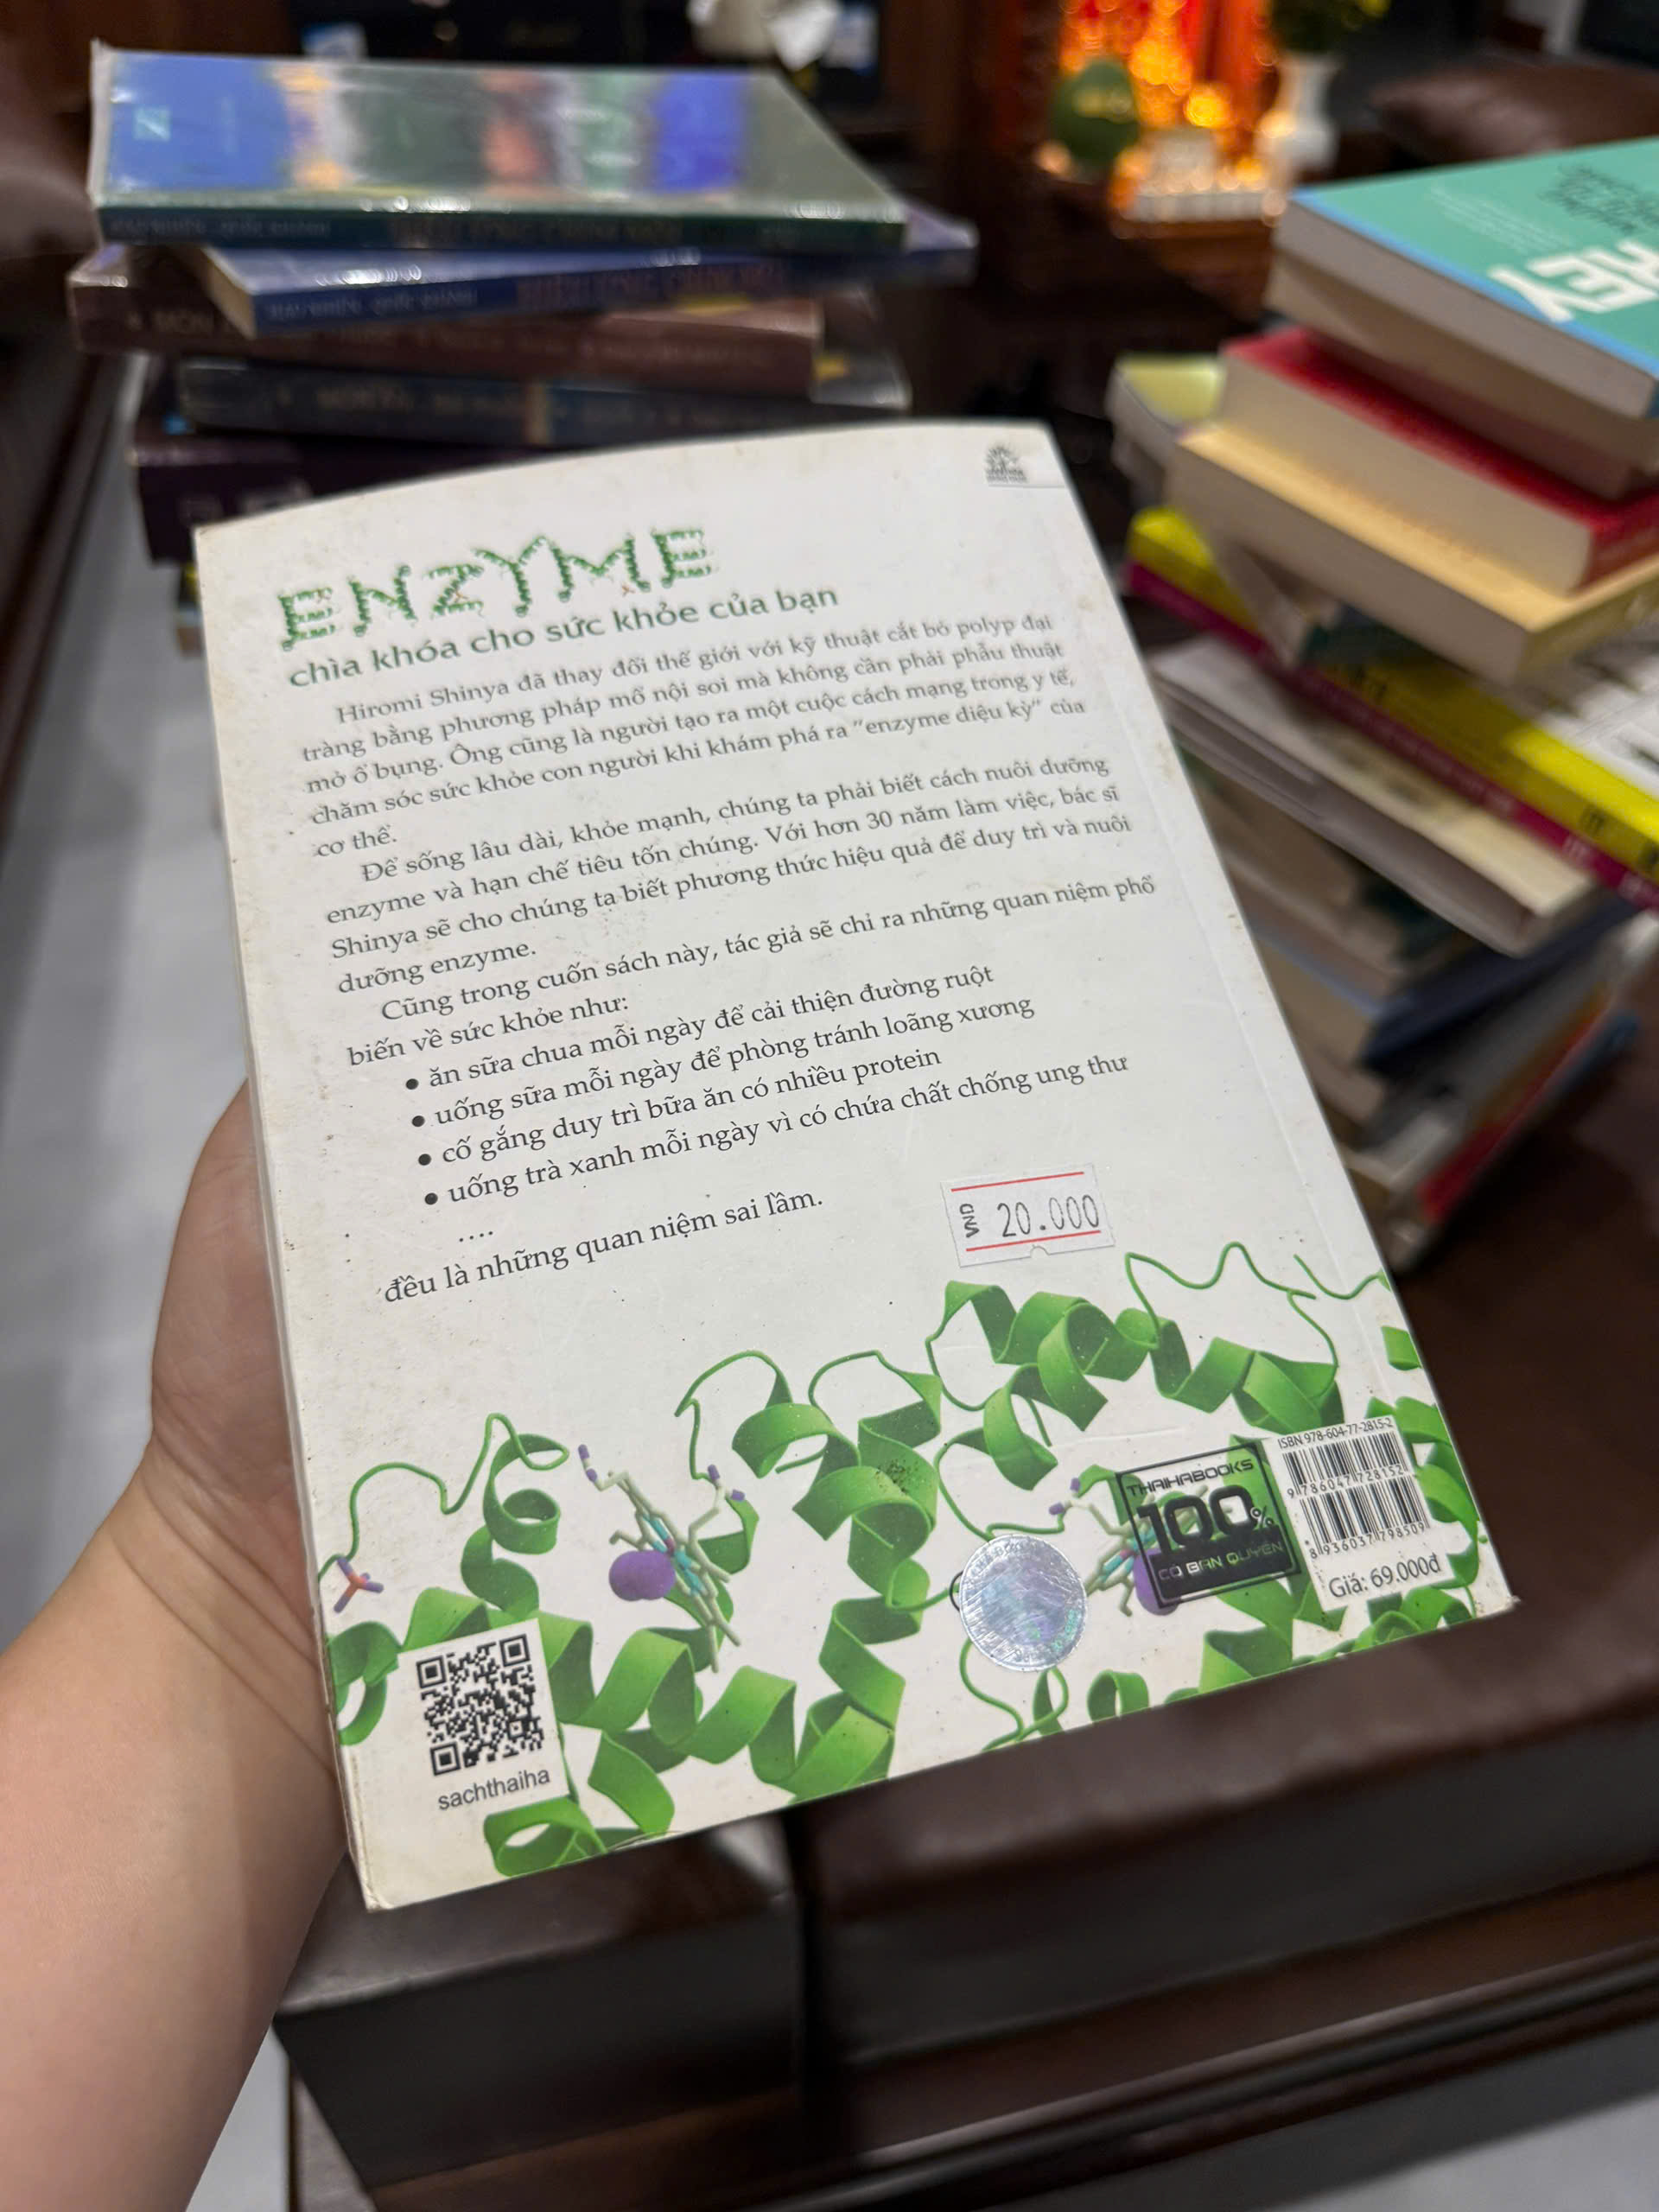 HEY
ENZYME
chìa khóa cho sức khỏe của bạn
Hiromi Shinya đã thay đổi thế giới với kỹ thuật cắt bỏ polyp đại
tràng bằng phương pháp mổ nội soi mà không cần phải phẫu thuật
mở ổ bụng. Ông cũng là người tạo ra một cuộc cách mạng trong y tế,
chăm sóc sức khỏe con người khi khám phá ra "enzyme diệu kỳ" của
cơ thể.
Để sống lâu dài, khỏe mạnh, chúng ta phải biết cách nuôi dưỡng
enzyme và hạn chế tiêu tốn chúng. Với hơn 30 năm làm việc, bác sĩ
Shinya sẽ cho chúng ta biết phương thức hiệu quả để duy trì và nuôi
dưỡng enzyme.
Cũng trong cuốn sách này, tác giả sẽ chỉ ra những quan niệm phổ
biến về sức khỏe như:
• ăn sữa chua mỗi ngày để cải thiện đường ruột
• uống sữa mỗi ngày để phòng tránh loãng xương
• cố gắng duy trì bữa ăn có nhiều protein
• uống trà xanh mỗi ngày vì có chứa chất chống ung thư
....
đều là những quan niệm sai lầm.
VND 20.000
THAIHABOOKS
100%
CÓ BẢN QUYỀN
ISBN 978-604-77-2815-2
9 786047 728152
8 936037 798509
Giá: 69.000đ
sachthaiha